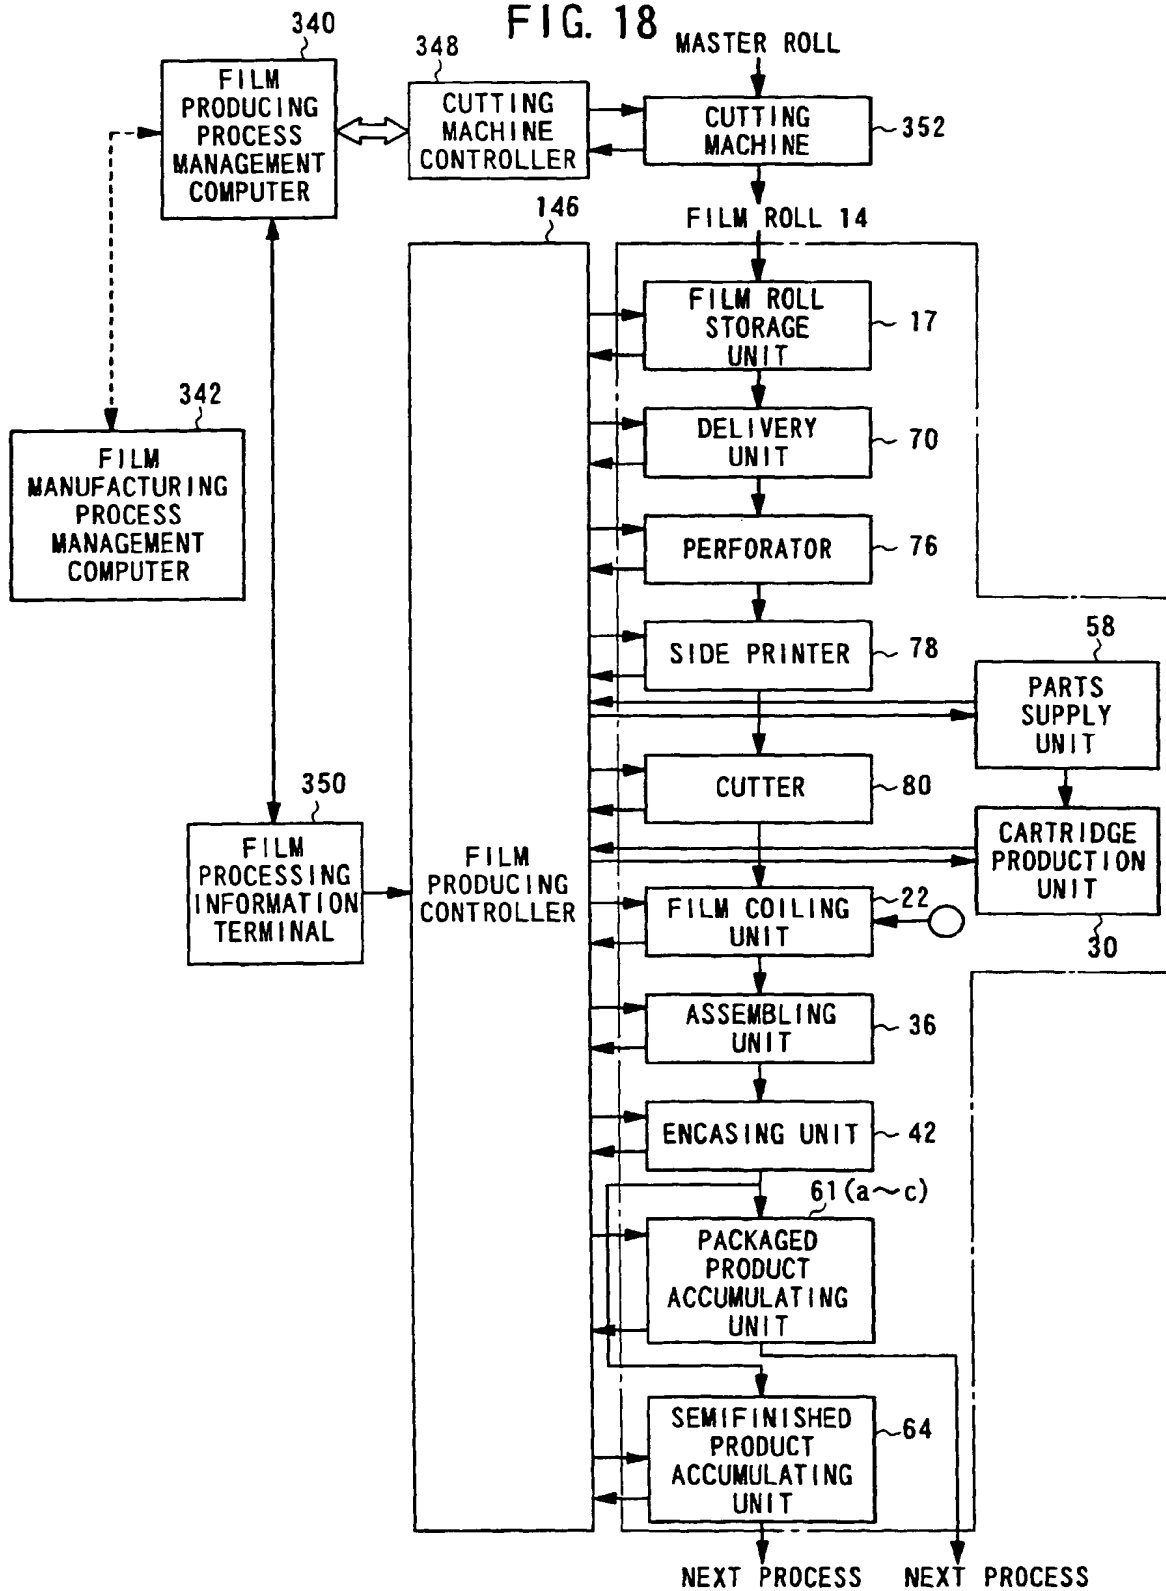 FIG. 18
MASTER ROLL
340
FILM
PRODUCING
PROCESS
MANAGEMENT
COMPUTER
348
CUTTING
MACHINE
CONTROLLER
CUTTING
MACHINE
352
FILM ROLL 14
146
FILM ROLL
STORAGE
UNIT
17
342
FILM
MANUFACTURING
PROCESS
MANAGEMENT
COMPUTER
DELIVERY
UNIT
70
PERFORATOR
76
SIDE PRINTER
78
58
PARTS
SUPPLY
UNIT
CUTTER
80
350
FILM
PROCESSING
INFORMATION
TERMINAL
FILM
PRODUCING
CONTROLLER
CARTRIDGE
PRODUCTION
UNIT
30
FILM COILING
UNIT
22
ASSEMBLING
UNIT
36
ENCASING UNIT
42
61(a~c)
PACKAGED
PRODUCT
ACCUMULATING
UNIT
SEMIFINISHED
PRODUCT
ACCUMULATING
UNIT
64
NEXT PROCESS
NEXT PROCESS